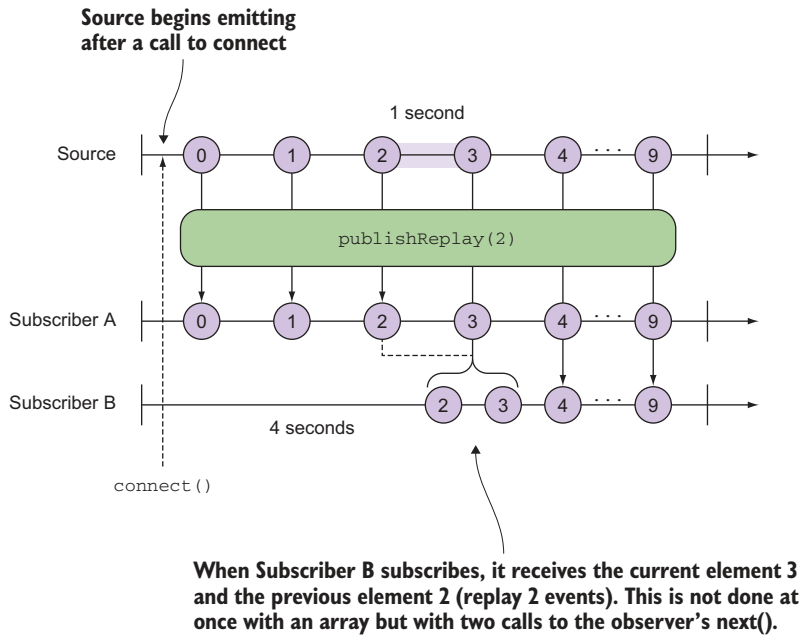 Source begins emitting
after a call to connect
1 second
Source 0 1 2 3 4 ··· 9
publishReplay(2)
Subscriber A 0 1 2 3 4 ··· 9
Subscriber B 2 3 4 ··· 9
4 seconds
connect()
When Subscriber B subscribes, it receives the current element 3
and the previous element 2 (replay 2 events). This is not done at
once with an array but with two calls to the observer’s next().